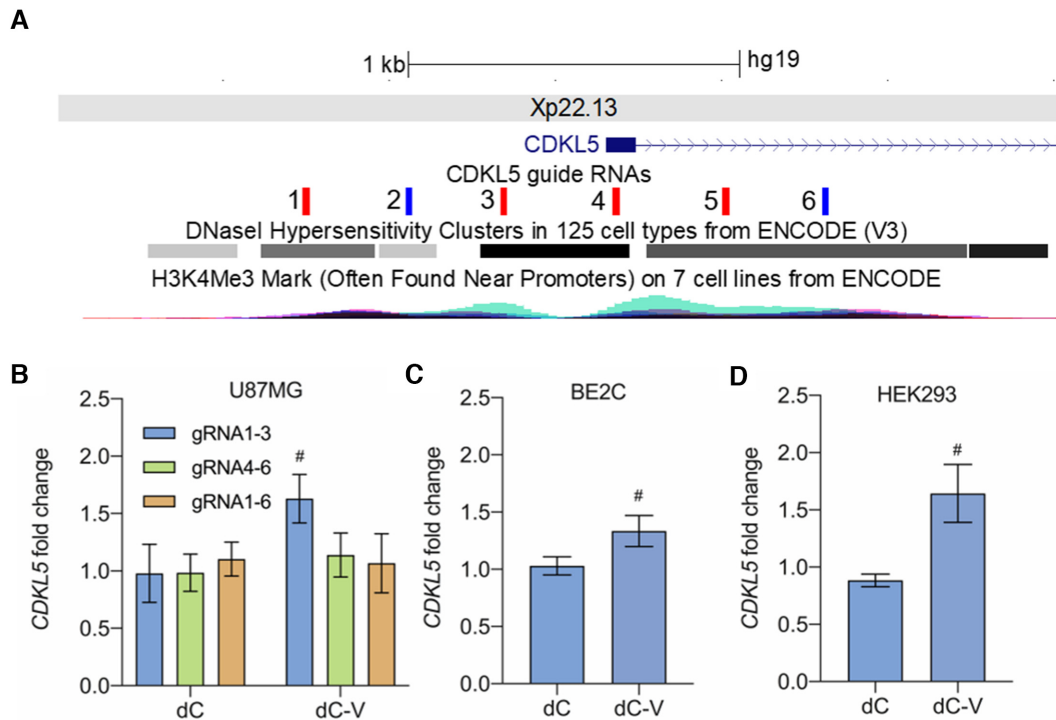 A
1 kb hg19
Xp22.13
CDKL5
CDKL5 guide RNAs
1 2 3 4 5 6
DNaseI Hypersensitivity Clusters in 125 cell types from ENCODE (V3)
H3K4Me3 Mark (Often Found Near Promoters) on 7 cell lines from ENCODE
B
U87MG
CDKL5 fold change
2.5
2.0
1.5
1.0
0.5
0.0
gRNA1-3
gRNA4-6
gRNA1-6
#
dC dC-V
C
BE2C
CDKL5 fold change
2.5
2.0
1.5
1.0
0.5
0.0
#
dC dC-V
D
HEK293
CDKL5 fold change
2.5
2.0
1.5
1.0
0.5
0.0
#
dC dC-V